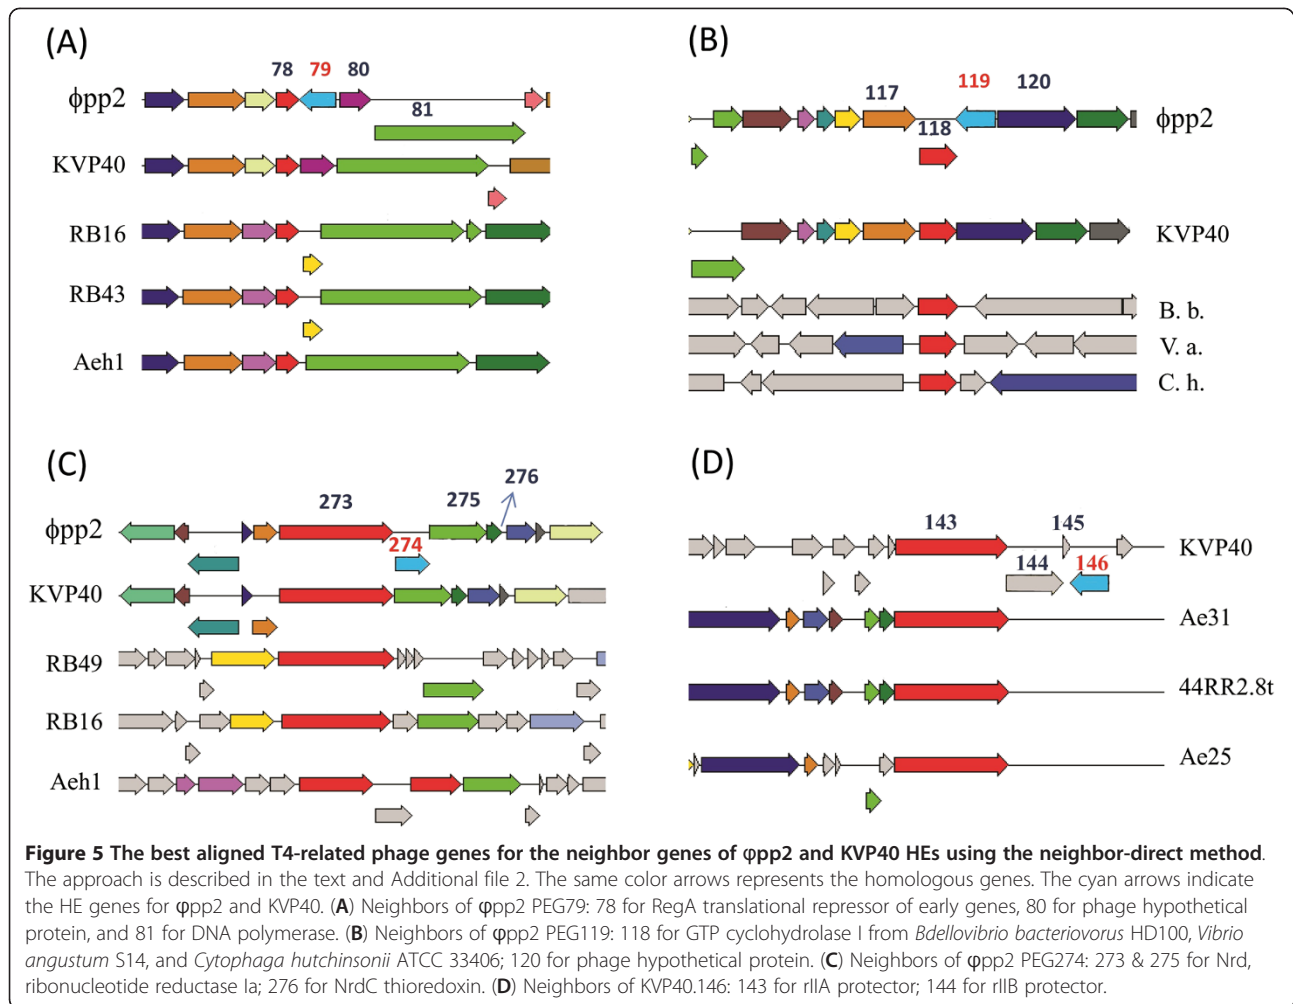 (A)
78 79 80
ϕpp2
81
KVP40
RB16
RB43
Aeh1
(B)
117 119 120
ϕpp2
118
KVP40
B. b.
V. a.
C. h.
(C)
276
273 275
ϕpp2
274
KVP40
RB49
RB16
Aeh1
(D)
143 145
KVP40
144 146
Ae31
44RR2.8t
Ae25
Figure 5 The best aligned T4-related phage genes for the neighbor genes of φpp2 and KVP40 HEs using the neighbor-direct method.
The approach is described in the text and Additional file 2. The same color arrows represents the homologous genes. The cyan arrows indicate
the HE genes for φpp2 and KVP40. (A) Neighbors of φpp2 PEG79: 78 for RegA translational repressor of early genes, 80 for phage hypothetical
protein, and 81 for DNA polymerase. (B) Neighbors of φpp2 PEG119: 118 for GTP cyclohydrolase I from Bdellovibrio bacteriovorus HD100, Vibrio
angustum S14, and Cytophaga hutchinsonii ATCC 33406; 120 for phage hypothetical protein. (C) Neighbors of φpp2 PEG274: 273 & 275 for Nrd,
ribonucleotide reductase Ia; 276 for NrdC thioredoxin. (D) Neighbors of KVP40.146: 143 for rIIA protector; 144 for rIIB protector.